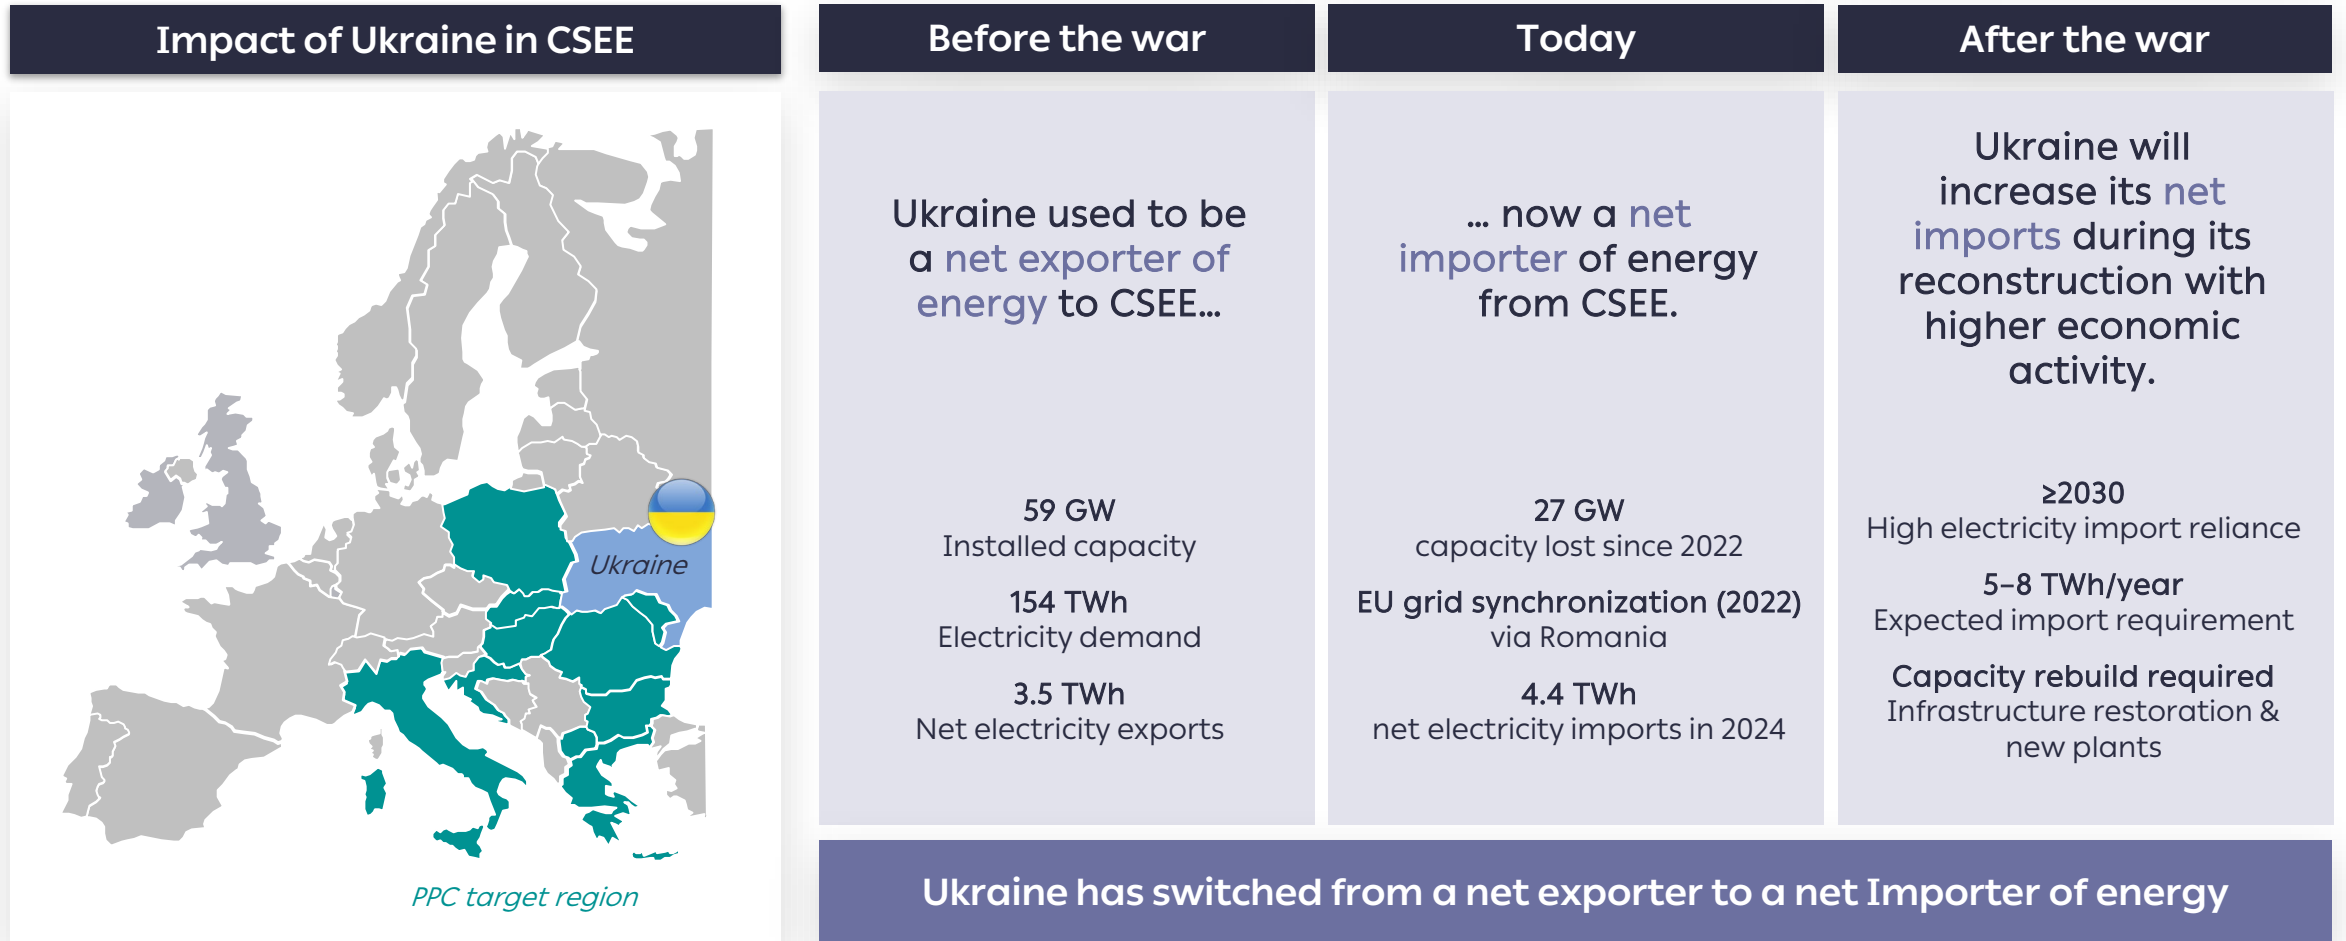 Impact of Ukraine in CSEE
Ukraine
PPC target region
Before the war
Ukraine used to be
a net exporter of
energy to CSEE...
59 GW
Installed capacity
154 TWh
Electricity demand
3.5 TWh
Net electricity exports
Today
... now a net
importer of energy
from CSEE.
27 GW
capacity lost since 2022
EU grid synchronization (2022)
via Romania
4.4 TWh
net electricity imports in 2024
After the war
Ukraine will
increase its net
imports during its
reconstruction with
higher economic
activity.
≥2030
High electricity import reliance
5–8 TWh/year
Expected import requirement
Capacity rebuild required
Infrastructure restoration &
new plants
Ukraine has switched from a net exporter to a net Importer of energy